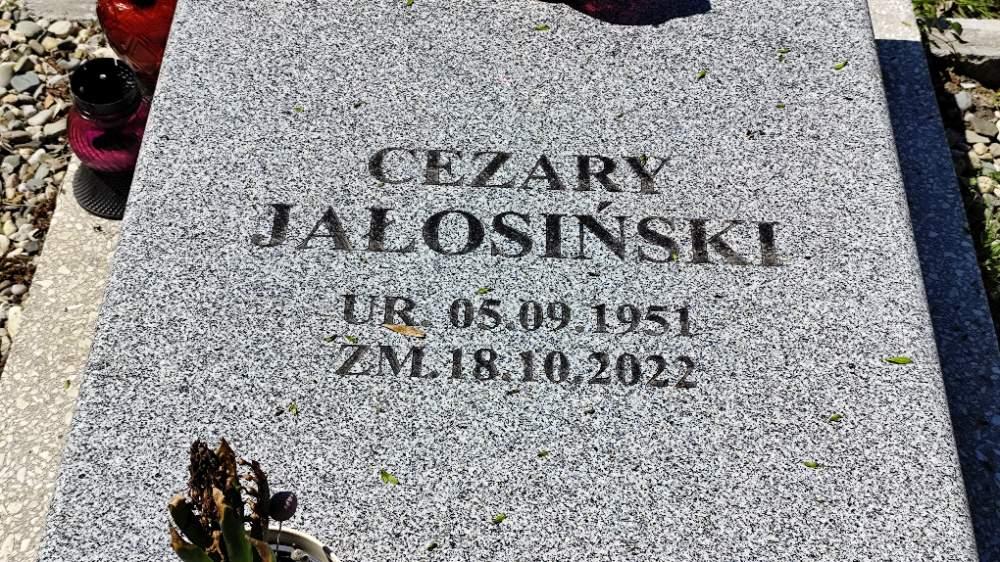 CEZARY
JAŁOSIŃSKI
UR. 05.09.1951
ZM.18.10.2022